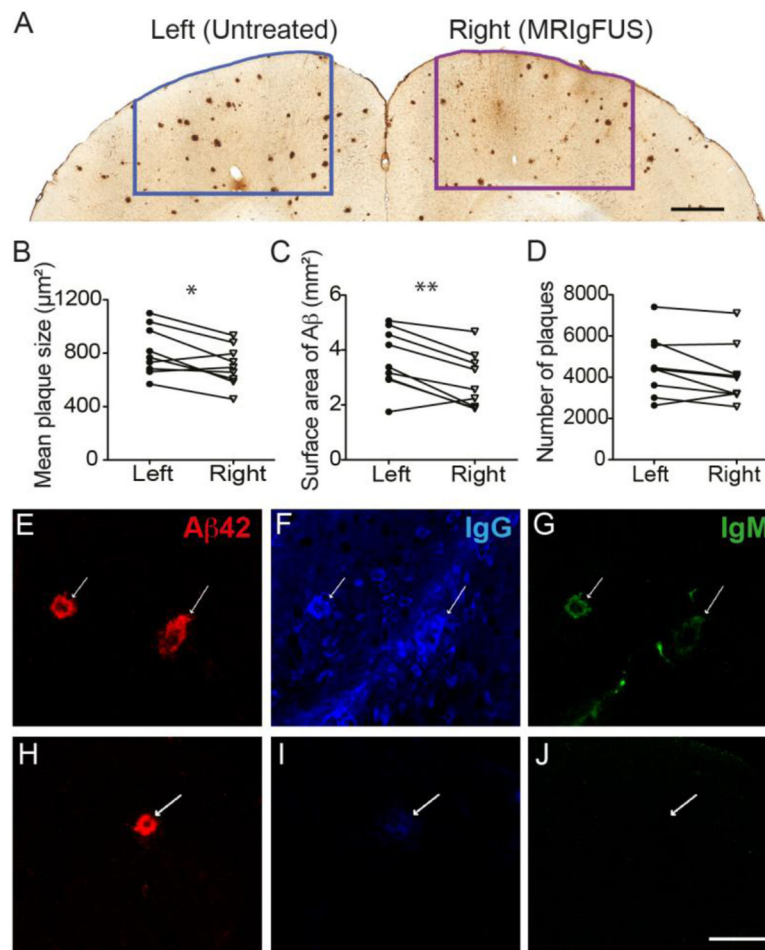 A
Left (Untreated)
Right (MRIgFUS)
B
Mean plaque size (µm²)
1200
800
400
0
*
Left
Right
C
Surface area of Aβ (mm²)
6
4
2
0
**
Left
Right
D
Number of plaques
8000
6000
4000
2000
0
Left
Right
E
Aβ42
F
IgG
G
IgM
H
I
J